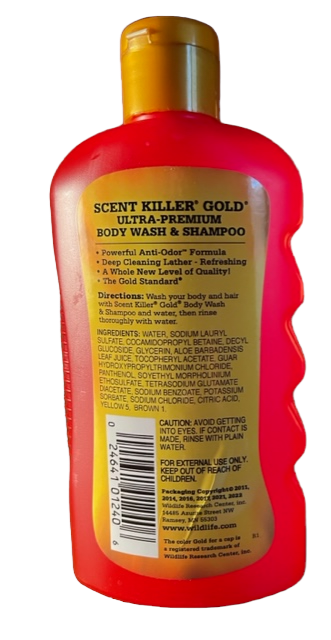 SCENT KILLER® GOLD®
ULTRA-PREMIUM
BODY WASH & SHAMPOO
• Powerful Anti-Odor™ Formula
• Deep Cleaning Lather - Refreshing
• A Whole New Level of Quality!
• The Gold Standard®
Directions: Wash your body and hair
with Scent Killer® Gold® Body Wash
& Shampoo and water, then rinse
thoroughly with water.
INGREDIENTS: WATER, SODIUM LAURYL
SULFATE, COCAMIDOPROPYL BETAINE, DECYL
GLUCOSIDE, GLYCERIN, ALOE BARBADENSIS
LEAF JUICE, TOCOPHERYL ACETATE, GUAR
HYDROXYPROPYLTRIMONIUM CHLORIDE,
PANTHENOL, SOYETHYL MORPHOLINIUM
ETHOSULFATE, TETRASODIUM GLUTAMATE
DIACETATE, SODIUM BENZOATE, POTASSIUM
SORBATE, SODIUM CHLORIDE, CITRIC ACID,
YELLOW 5, BROWN 1.
CAUTION: AVOID GETTING
INTO EYES. IF CONTACT IS
MADE, RINSE WITH PLAIN
WATER.
FOR EXTERNAL USE ONLY.
KEEP OUT OF REACH OF
CHILDREN.
Packaging Copyright© 2011,
2014, 2016, 2017, 2021, 2022
Wildlife Research Center, Inc.
14485 Azurite Street NW
Ramsey, MN 55303
www.wildlife.com
The color Gold for a cap is
a registered trademark of
Wildlife Research Center, Inc.
0 24641 01240 6